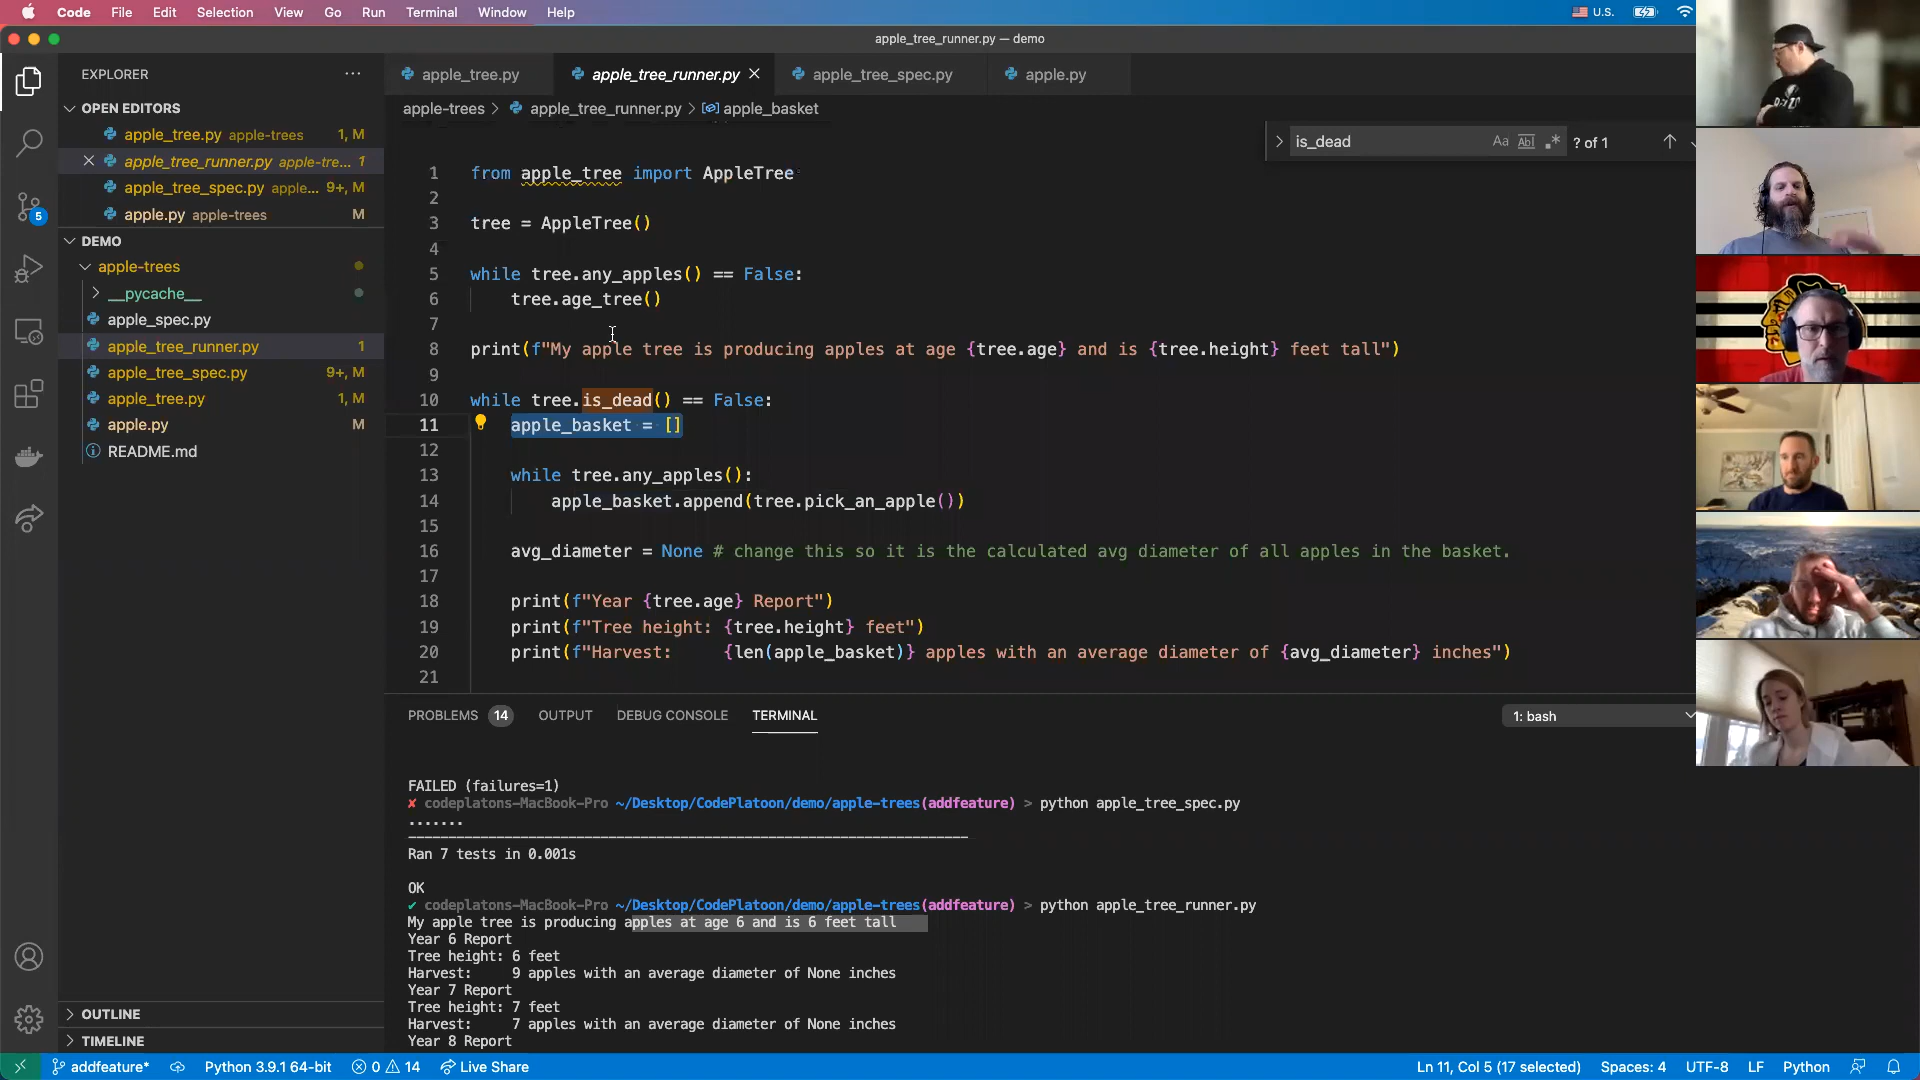 Code File Edit Selection View Go Run Terminal Window Help U.S.
apple_tree_runner.py — demo
EXPLORER ···
apple_tree.py apple_tree_runner.py apple_tree_spec.py apple.py
OPEN EDITORS
apple-trees > apple_tree_runner.py > apple_basket
apple_tree.py apple-trees 1, M
apple_tree_runner.py apple-tre... 1
apple_tree_spec.py apple... 9+, M
apple.py apple-trees M
is_dead Aa Abl .* ? of 1
5
DEMO
apple-trees
__pycache__
apple_spec.py
apple_tree_runner.py 1
apple_tree_spec.py 9+, M
apple_tree.py 1, M
apple.py M
README.md
1 from apple_tree import AppleTree
2
3 tree = AppleTree()
4
5 while tree.any_apples() == False:
6 tree.age_tree()
7
8 print(f"My apple tree is producing apples at age {tree.age} and is {tree.height} feet tall")
9
10 while tree.is_dead() == False:
11 apple_basket = []
12
13 while tree.any_apples():
14 apple_basket.append(tree.pick_an_apple())
15
16 avg_diameter = None # change this so it is the calculated avg diameter of all apples in the basket.
17
18 print(f"Year {tree.age} Report")
19 print(f"Tree height: {tree.height} feet")
20 print(f"Harvest: {len(apple_basket)} apples with an average diameter of {avg_diameter} inches")
21
PROBLEMS 14 OUTPUT DEBUG CONSOLE TERMINAL 1: bash
FAILED (failures=1)
✘ codeplatons-MacBook-Pro ~/Desktop/CodePlatoon/demo/apple-trees(addfeature) > python apple_tree_spec.py
.......
----------------------------------------------------------------------
Ran 7 tests in 0.001s
OK
✔ codeplatons-MacBook-Pro ~/Desktop/CodePlatoon/demo/apple-trees(addfeature) > python apple_tree_runner.py
My apple tree is producing apples at age 6 and is 6 feet tall
Year 6 Report
Tree height: 6 feet
Harvest: 9 apples with an average diameter of None inches
Year 7 Report
Tree height: 7 feet
Harvest: 7 apples with an average diameter of None inches
Year 8 Report
OUTLINE
TIMELINE
addfeature* Python 3.9.1 64-bit 0 14 Live Share Ln 11, Col 5 (17 selected) Spaces: 4 UTF-8 LF Python